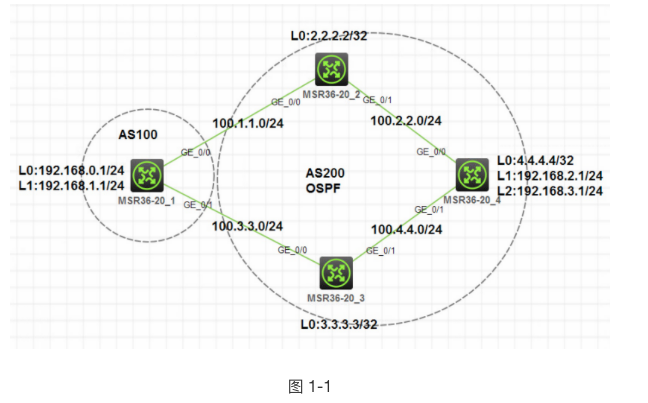 L0:2.2.2.2/32
MSR36-20_2
GE_0/0
GE_0/1
100.1.1.0/24
100.2.2.0/24
AS100
GE_0/0
GE_0/0
L0:192.168.0.1/24
L1:192.168.1.1/24
MSR36-20_1
AS200
OSPF
L0:4.4.4.4/32
L1:192.168.2.1/24
L2:192.168.3.1/24
MSR36-20_4
GE_0/1
GE_0/1
100.3.3.0/24
100.4.4.0/24
GE_0/0
GE_0/1
MSR36-20_3
L0:3.3.3.3/32
图 1-1